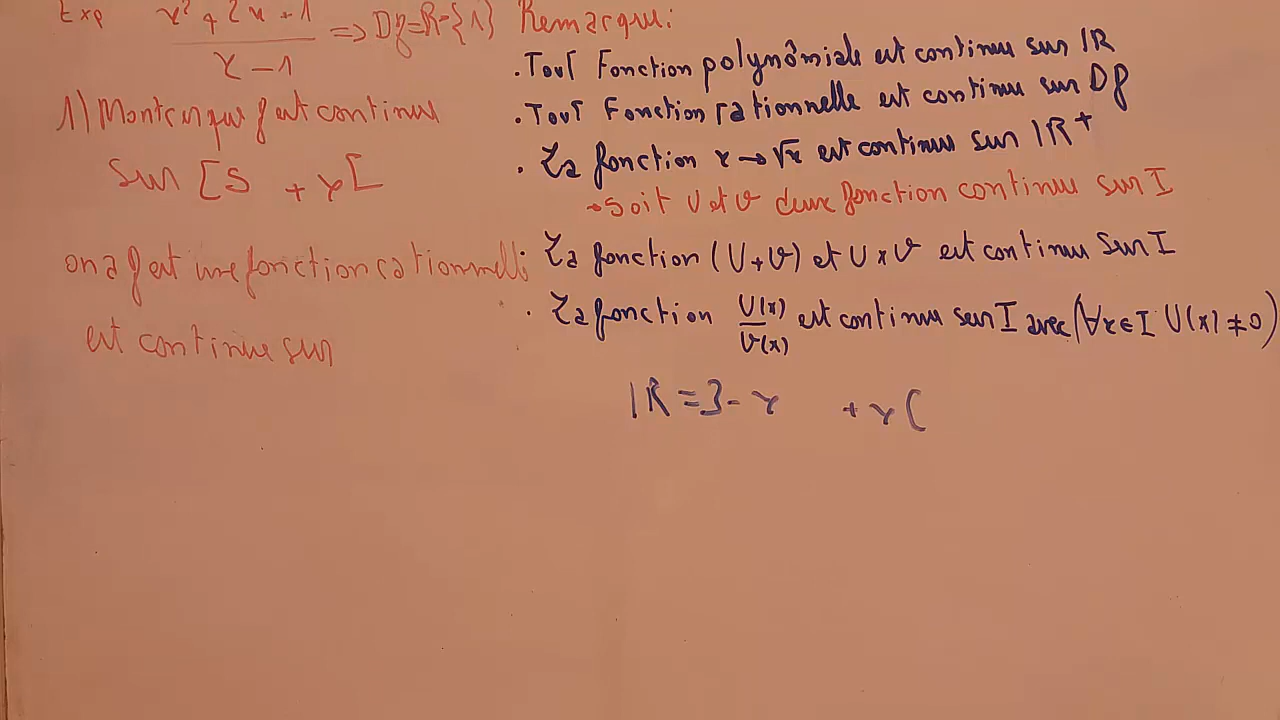 Exp x² + 2x + 1 / x - 1 => Df = R - {1}
1) Montrer que f est continue
Sur [5 +∞[
on a f est une fonction rationnelle
est continue sur
Remarque:
. Tout Fonction polynômiale est continue sur IR
. Tout Fonction rationnelle est continue sur Df
. La fonction x → √x est continue sur IR⁺
→ Soit U et V deux fonction continue sur I
. La fonction (U+V) et U x V est continue Sur I
. La fonction U(x)/V(x) est continue sur I avec (∀x∈I U(x) ≠ 0)
IR = ]-∞ +∞[